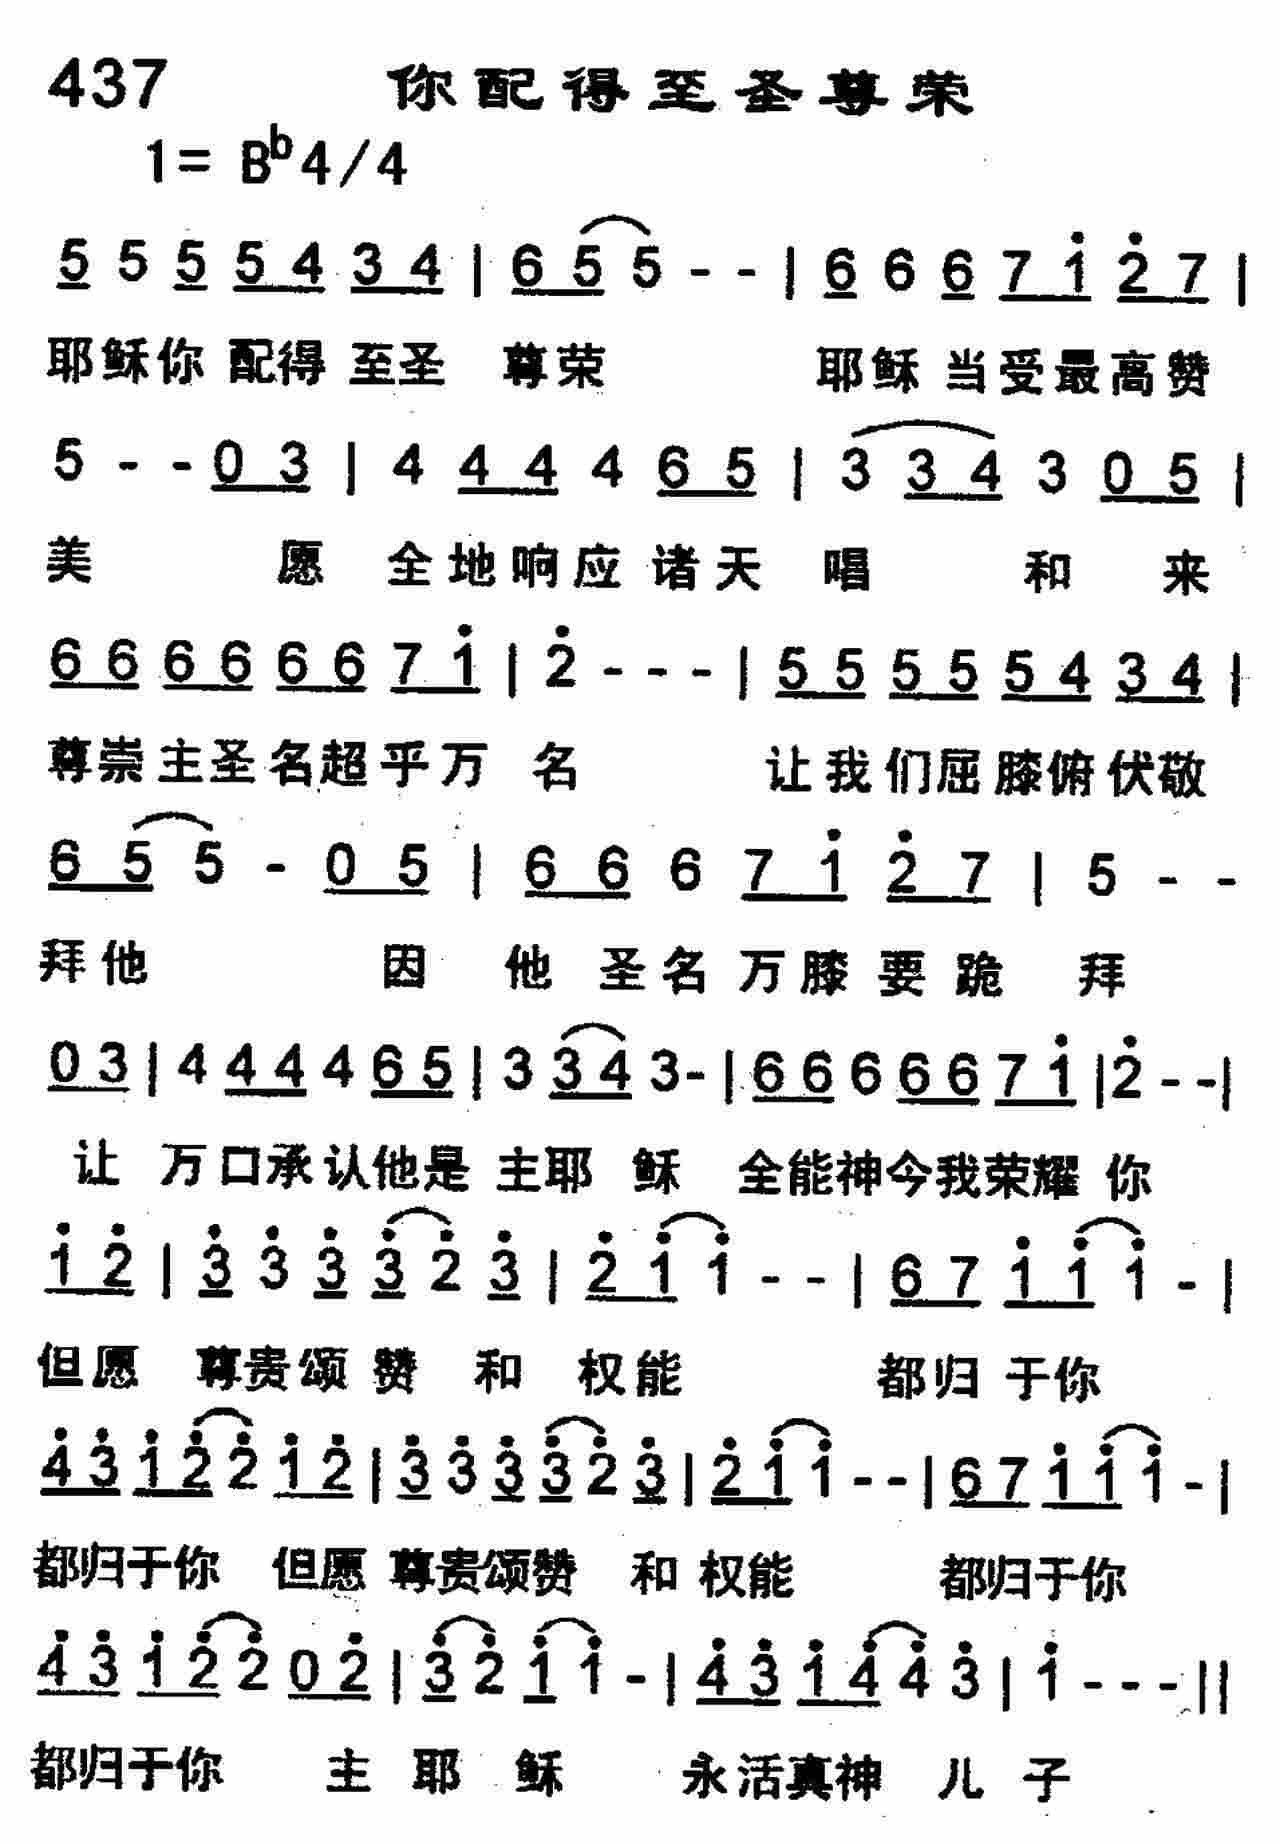 437 你配得至圣尊荣
1= Bb 4/4
5 5 5 5 4 3 4 | 6 5 5 - - | 6 6 6 7 1 2 7 |
耶稣你 配得 至圣 尊荣 耶稣 当受最高赞
5 - - 0 3 | 4 4 4 4 6 5 | 3 3 4 3 0 5 |
美 愿 全地响应 诸天 唱 和 来
6 6 6 6 6 6 7 1 | 2 - - - | 5 5 5 5 5 4 3 4 |
尊崇主圣名超乎万 名 让我们屈膝俯伏敬
6 5 5 - 0 5 | 6 6 6 7 1 2 7 | 5 - -
拜他 因 他 圣名万膝要跪 拜
0 3 | 4 4 4 4 6 5 | 3 3 4 3 - | 6 6 6 6 6 7 1 | 2 - - |
让 万口承认他是 主耶 稣 全能神今我荣耀 你
1 2 | 3 3 3 3 2 3 | 2 1 1 - - | 6 7 1 1 1 - |
但愿 尊贵颂 赞 和 权能 都归 于你
4 3 1 2 2 1 2 | 3 3 3 3 2 3 | 2 1 1 - - | 6 7 1 1 1 - |
都归于你 但愿 尊贵颂赞 和 权能 都归于你
4 3 1 2 2 0 2 | 3 2 1 1 - | 4 3 1 4 4 3 | 1 - - - ||
都归于你 主 耶 稣 永活真神 儿 子